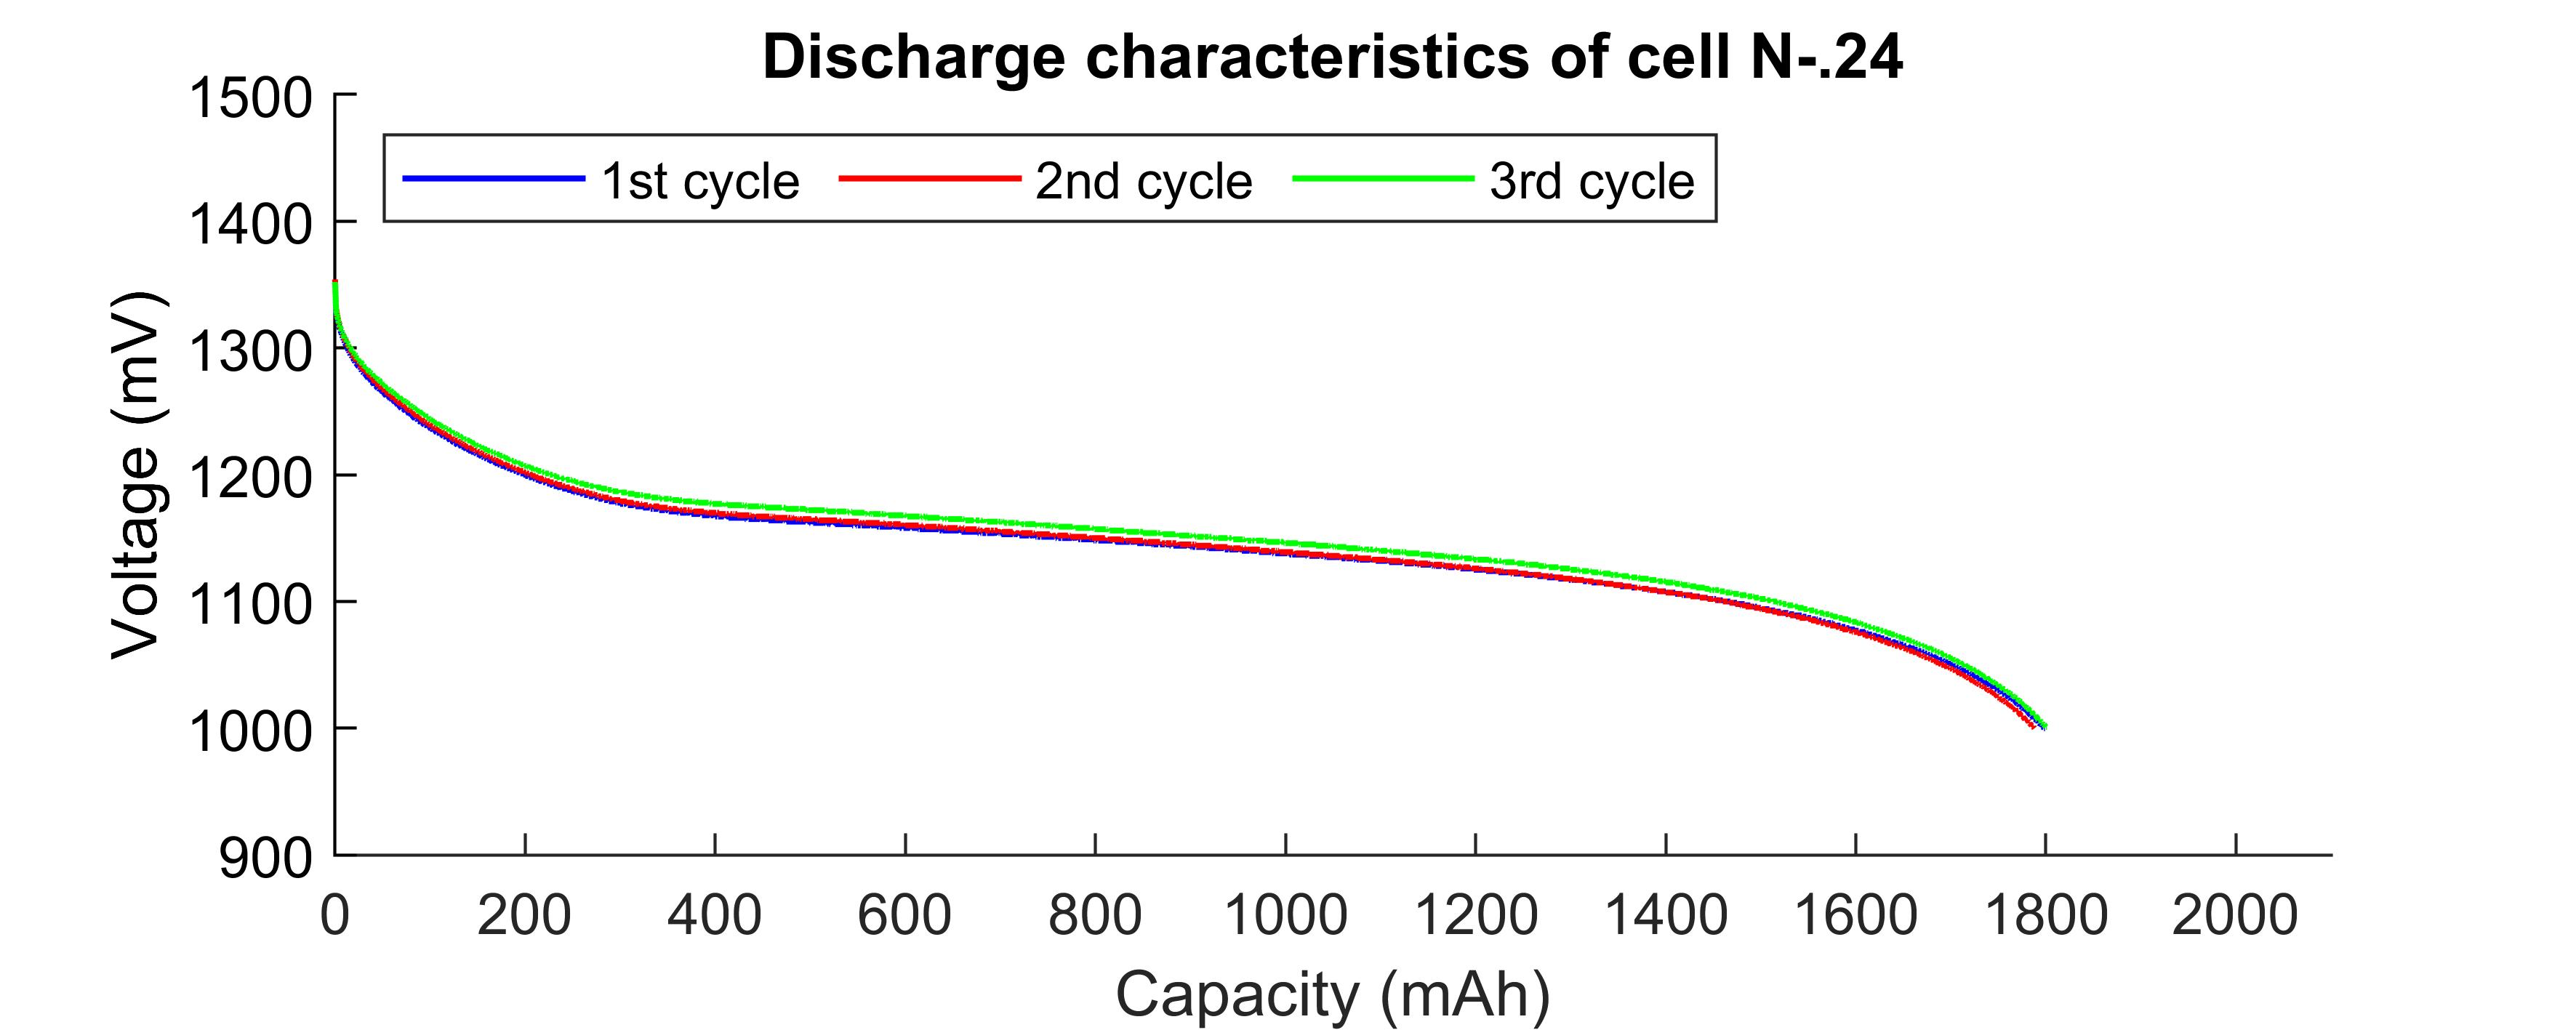 Discharge characteristics of cell N-.24
1500
1st cycle 2nd cycle 3rd cycle
1400
1300
1200
1100
1000
900
Voltage (mV)
0 200 400 600 800 1000 1200 1400 1600 1800 2000
Capacity (mAh)